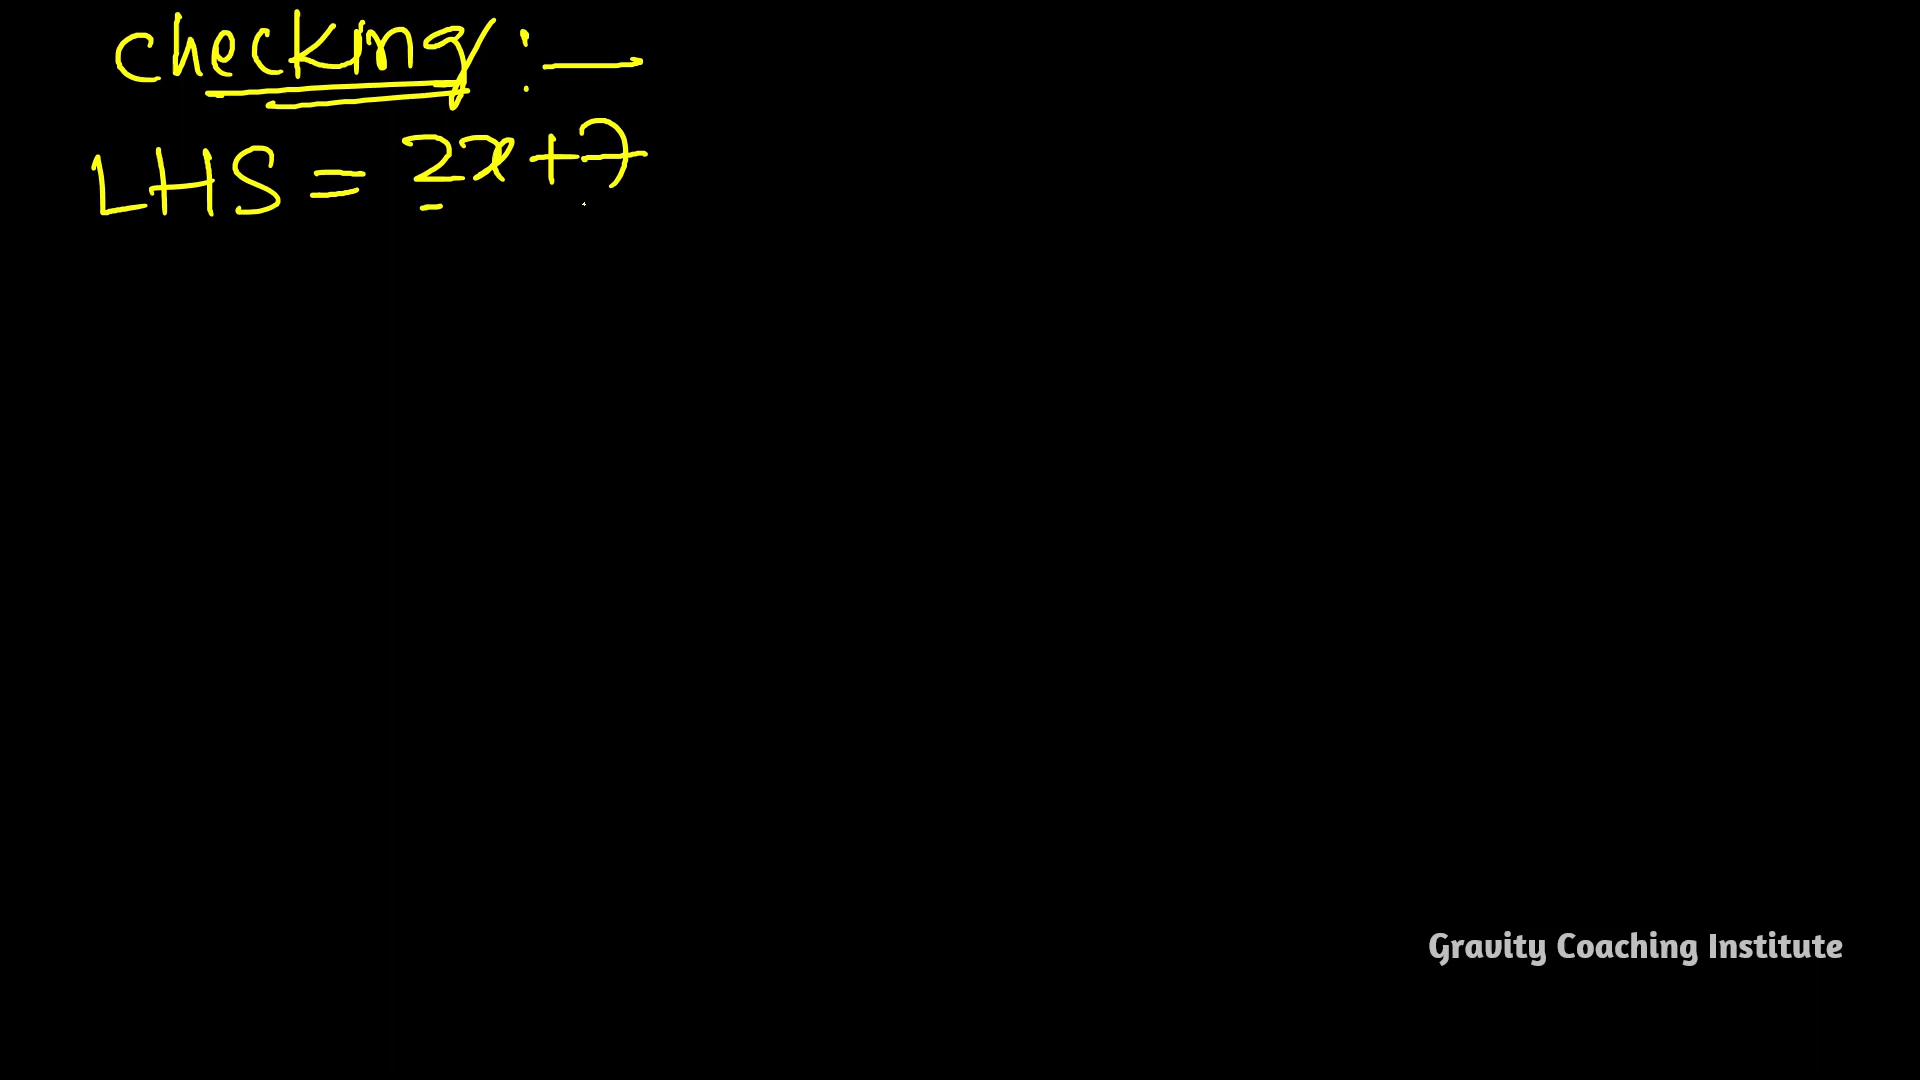 checking : —
LHS = 2x+7
Gravity Coaching Institute